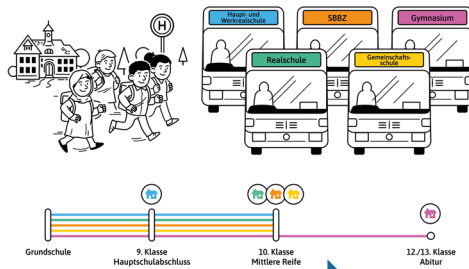 H
Haupt- und
Werkrealschule
SBBZ
Gymnasium
Realschule
Gemeinschafts-
schule
Grundschule
9. Klasse
Hauptschulabschluss
10. Klasse
Mittlere Reife
12./13. Klasse
Abitur